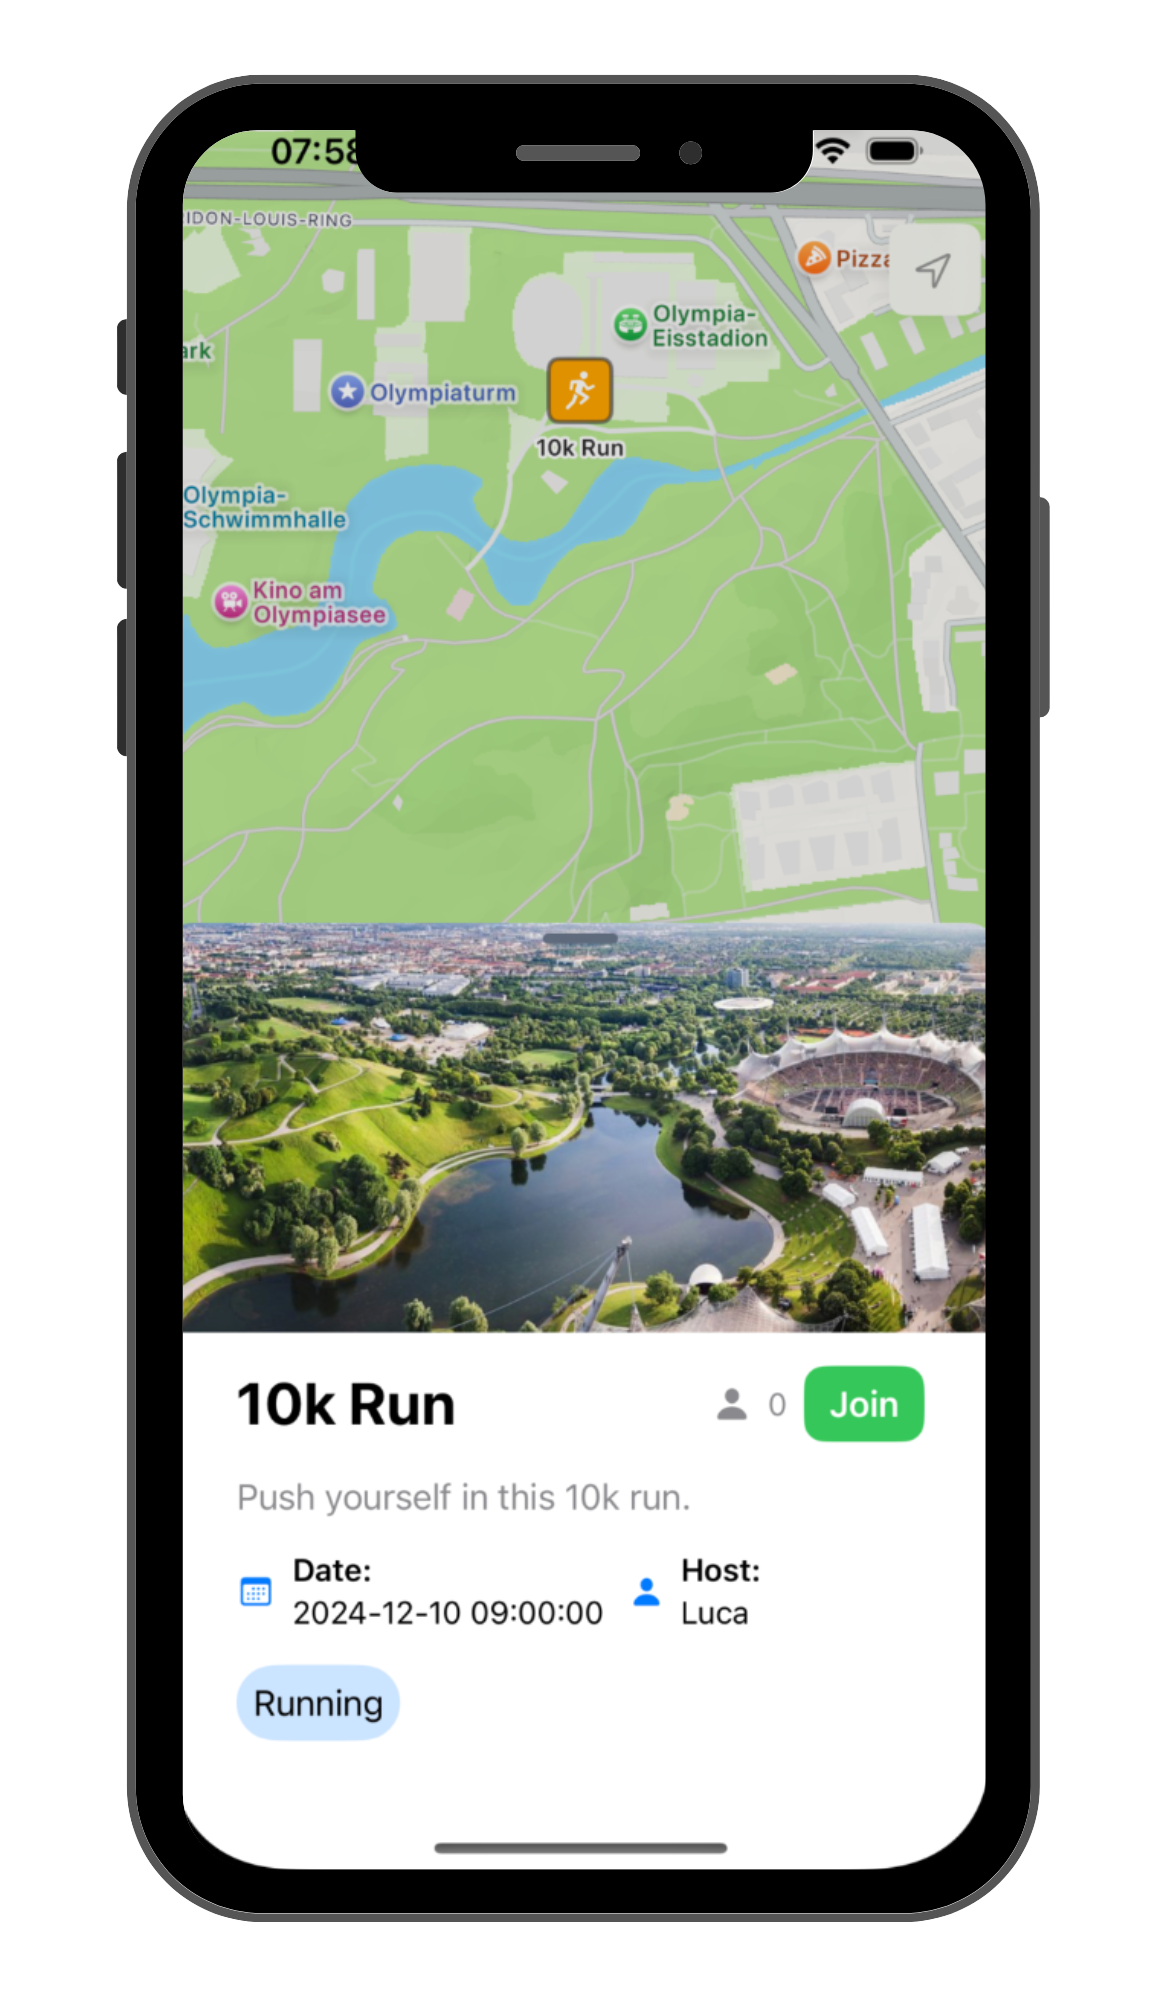 07:58
IDON-LOUIS-RING
Pizza
Olympia-
Eisstadion
ark
Olympiaturm
10k Run
Olympia-
Schwimmhalle
Kino am
Olympiasee
10k Run
0
Join
Push yourself in this 10k run.
Date:
Host:
2024-12-10 09:00:00
Luca
Running